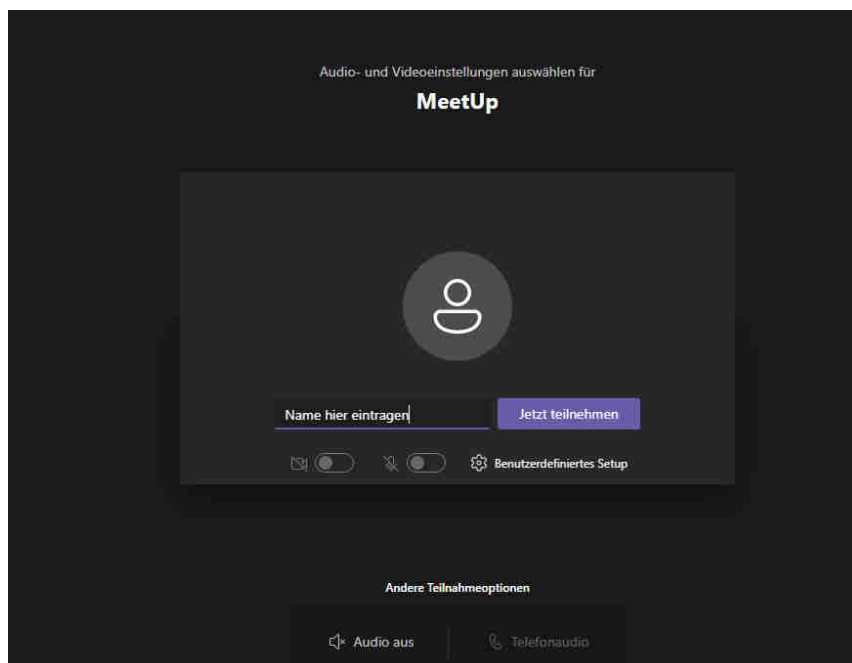 Audio- und Videoeinstellungen auswählen für
MeetUp
Name hier eintragen
Jetzt teilnehmen
Benutzerdefiniertes Setup
Andere Teilnahmeoptionen
Audio aus
Telefonaudio